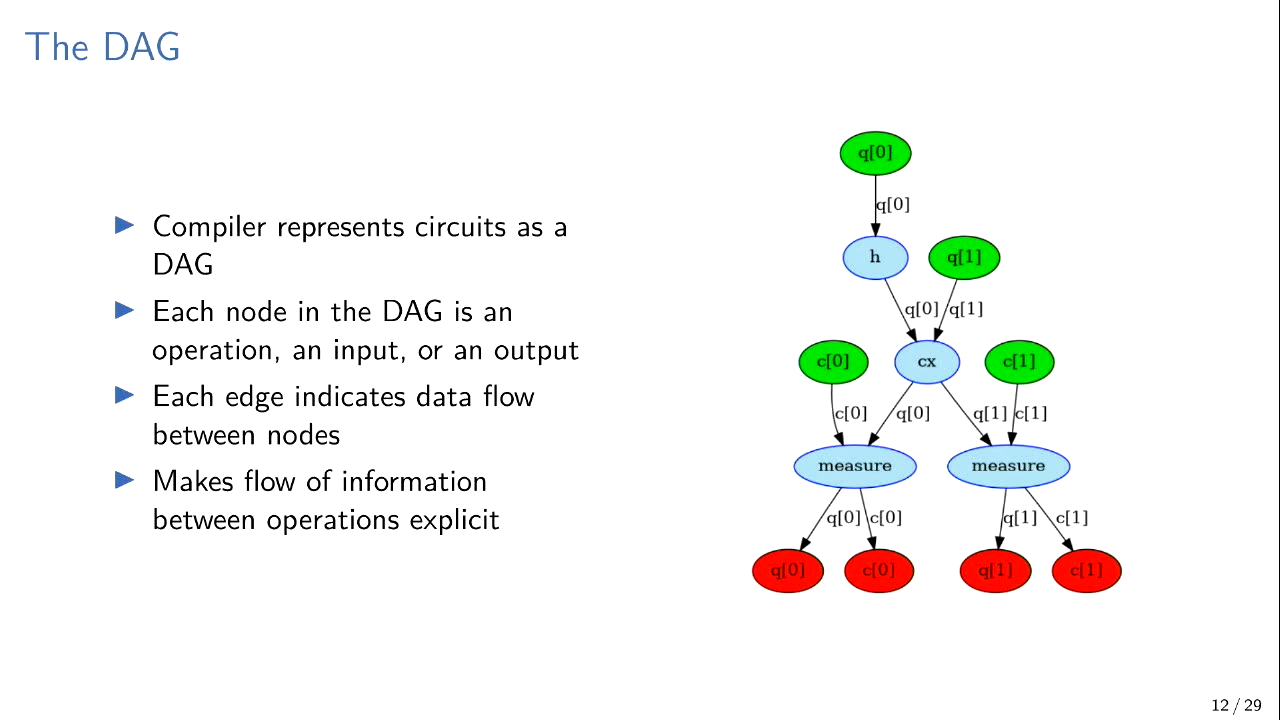 The DAG
Compiler represents circuits as a
DAG
Each node in the DAG is an
operation, an input, or an output
Each edge indicates data flow
between nodes
Makes flow of information
between operations explicit
q[0]
q[0]
h
q[1]
q[0]
q[1]
c[0]
cx
c[1]
c[0]
q[0]
q[1]
c[1]
measure
measure
q[0]
c[0]
q[1]
c[1]
q[0]
c[0]
q[1]
c[1]
12 / 29